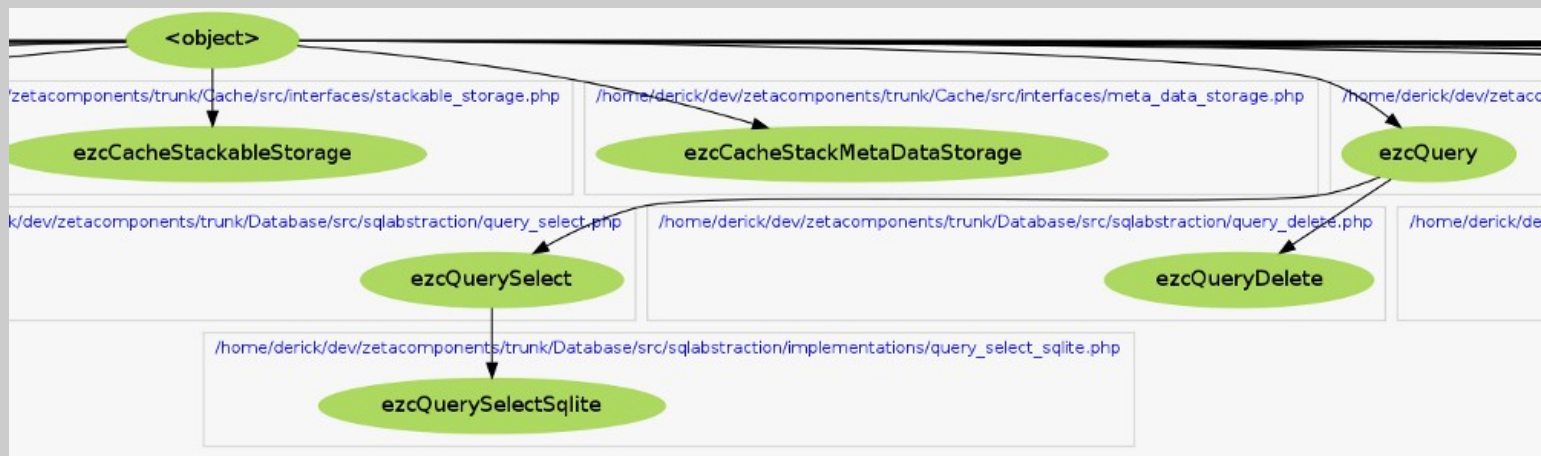 <object>
/zetacomponents/trunk/Cache/src/interfaces/stackable_storage.php
/home/derick/dev/zetacomponents/trunk/Cache/src/interfaces/meta_data_storage.php
/home/derick/dev/zetac
ezcCacheStackableStorage
ezcCacheStackMetaDataStorage
ezcQuery
k/dev/zetacomponents/trunk/Database/src/sqlabstraction/query_select.php
/home/derick/dev/zetacomponents/trunk/Database/src/sqlabstraction/query_delete.php
/home/derick/de
ezcQuerySelect
ezcQueryDelete
/home/derick/dev/zetacomponents/trunk/Database/src/sqlabstraction/implementations/query_select_sqlite.php
ezcQuerySelectSqlite